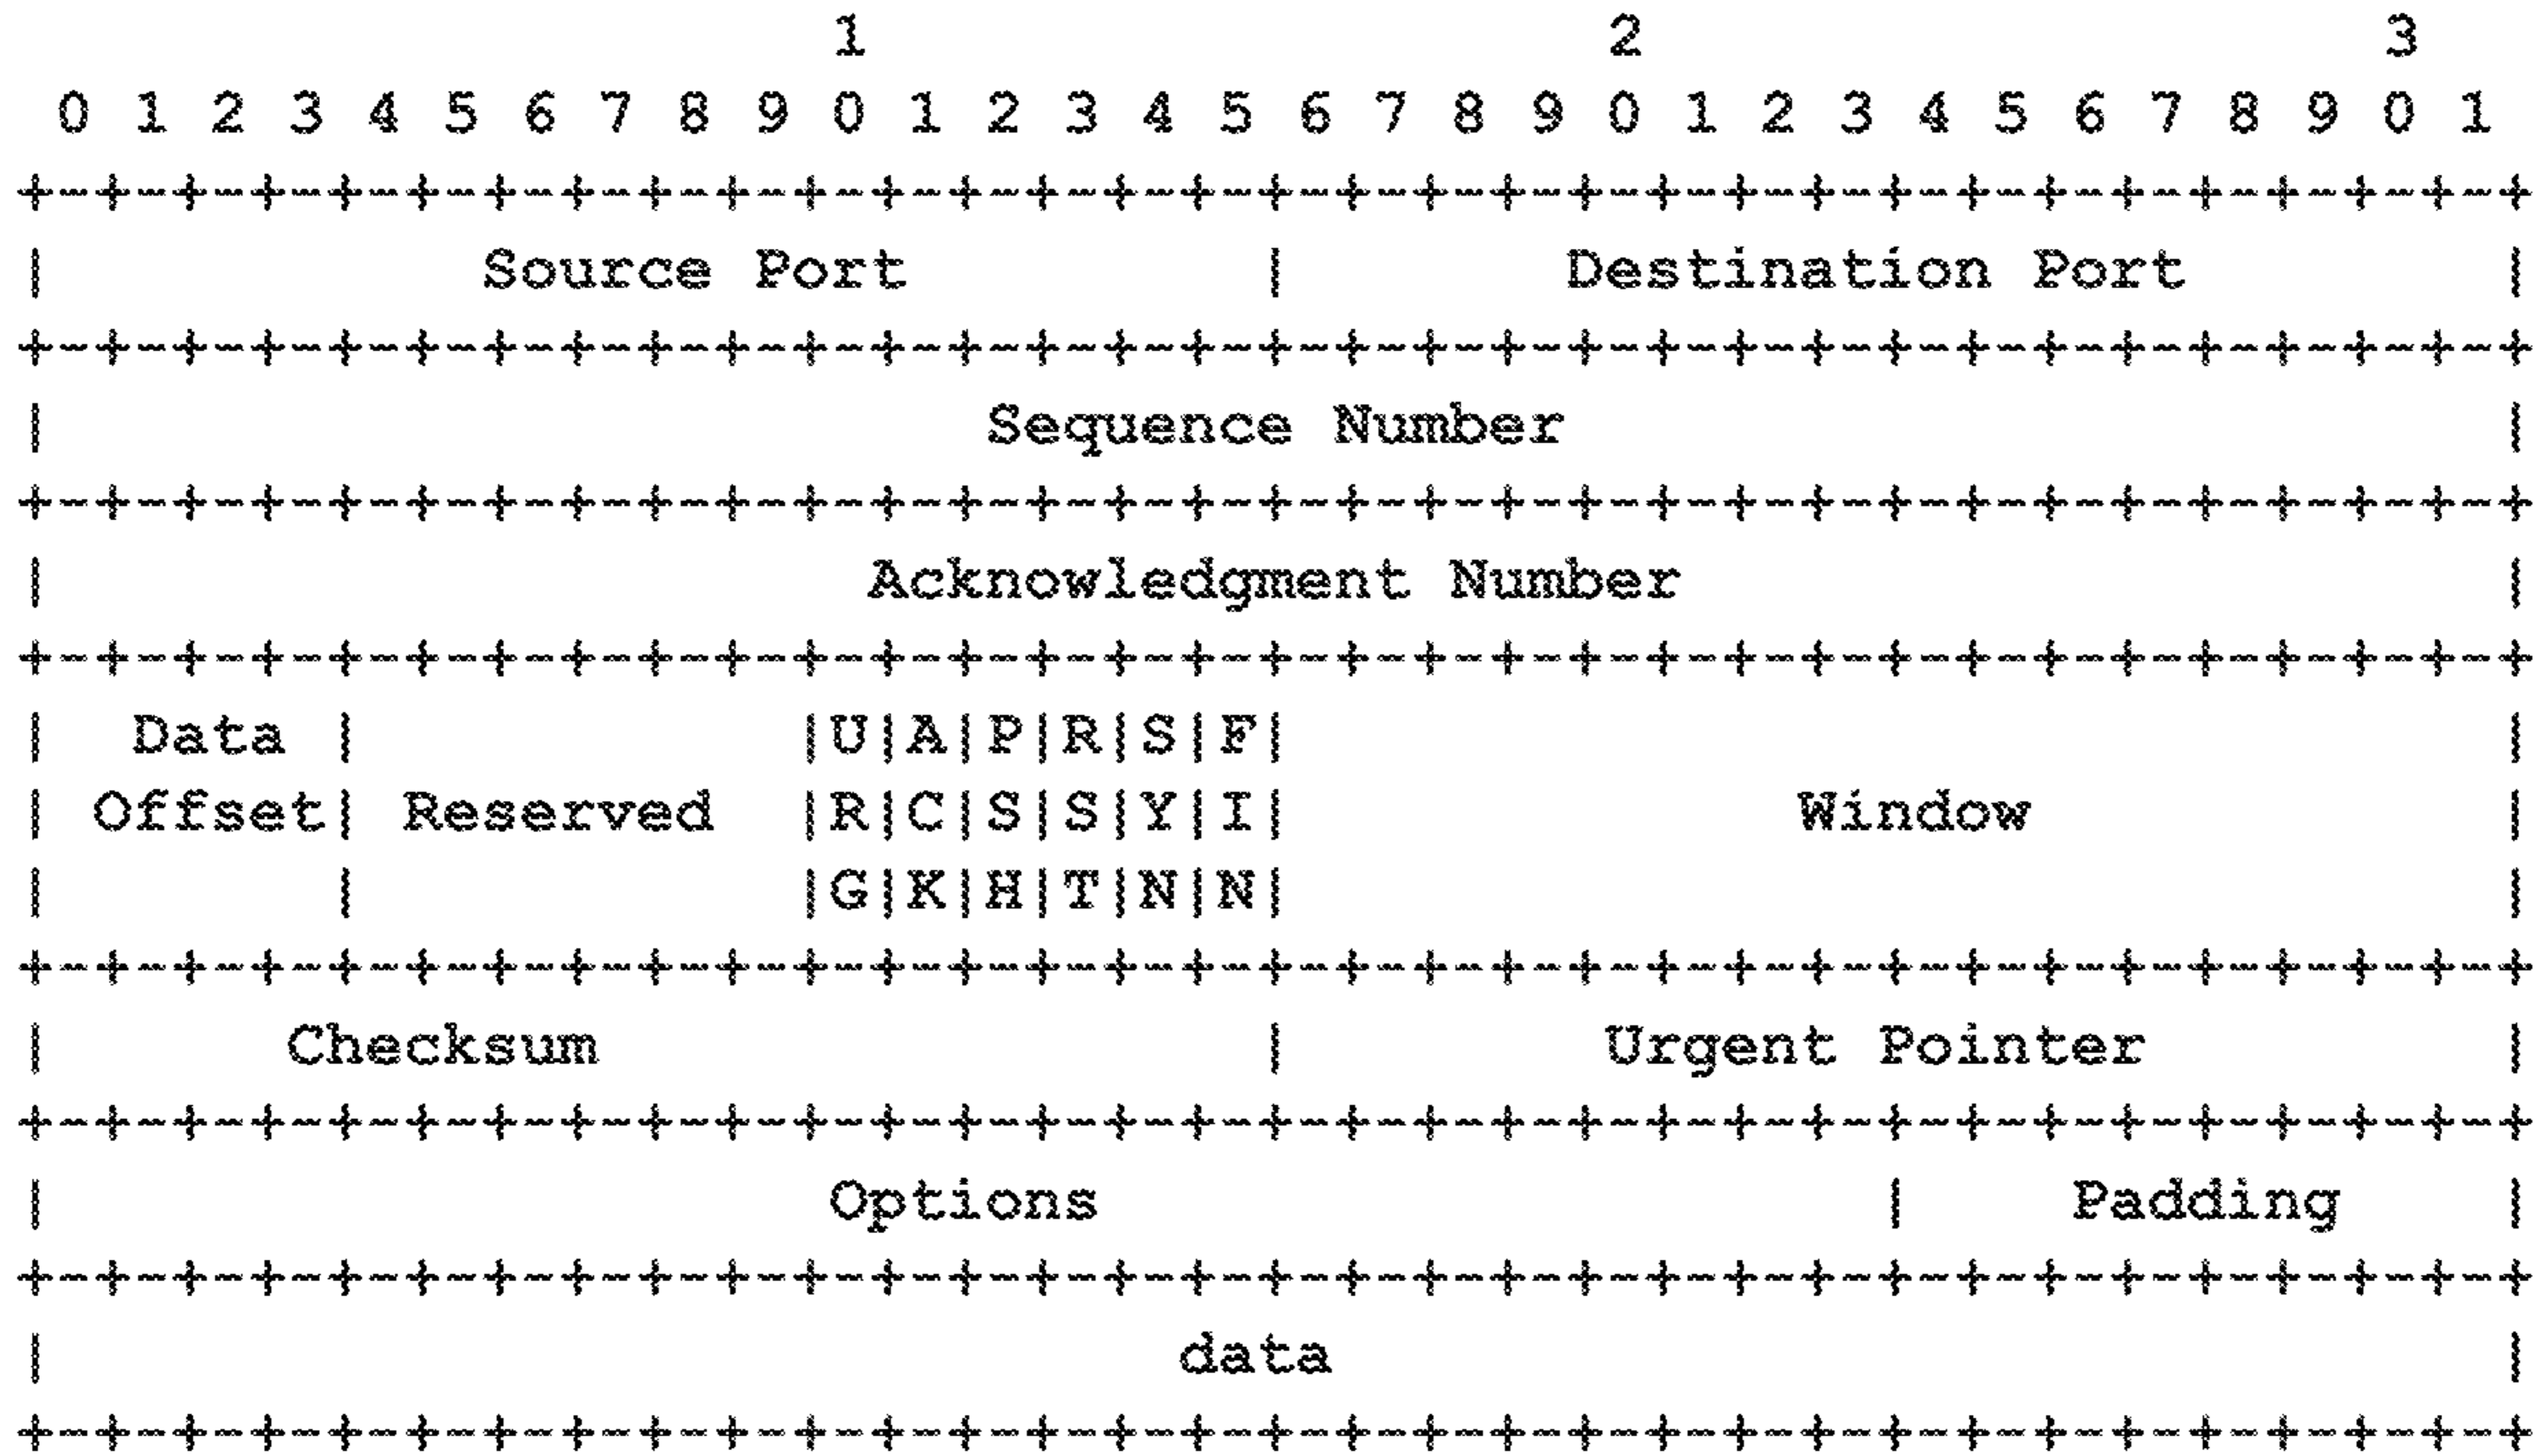 1                   2                   3
 0 1 2 3 4 5 6 7 8 9 0 1 2 3 4 5 6 7 8 9 0 1 2 3 4 5 6 7 8 9 0 1
+-+-+-+-+-+-+-+-+-+-+-+-+-+-+-+-+-+-+-+-+-+-+-+-+-+-+-+-+-+-+-+-+
|           Source Port         |       Destination Port        |
+-+-+-+-+-+-+-+-+-+-+-+-+-+-+-+-+-+-+-+-+-+-+-+-+-+-+-+-+-+-+-+-+
|                        Sequence Number                        |
+-+-+-+-+-+-+-+-+-+-+-+-+-+-+-+-+-+-+-+-+-+-+-+-+-+-+-+-+-+-+-+-+
|                     Acknowledgment Number                     |
+-+-+-+-+-+-+-+-+-+-+-+-+-+-+-+-+-+-+-+-+-+-+-+-+-+-+-+-+-+-+-+-+
|  Data |           |U|A|P|R|S|F|                               |
| Offset| Reserved  |R|C|S|S|Y|I|             Window            |
|       |           |G|K|H|T|N|N|                               |
+-+-+-+-+-+-+-+-+-+-+-+-+-+-+-+-+-+-+-+-+-+-+-+-+-+-+-+-+-+-+-+-+
|      Checksum                 |        Urgent Pointer         |
+-+-+-+-+-+-+-+-+-+-+-+-+-+-+-+-+-+-+-+-+-+-+-+-+-+-+-+-+-+-+-+-+
|                    Options                    |    Padding    |
+-+-+-+-+-+-+-+-+-+-+-+-+-+-+-+-+-+-+-+-+-+-+-+-+-+-+-+-+-+-+-+-+
|                             data                              |
+-+-+-+-+-+-+-+-+-+-+-+-+-+-+-+-+-+-+-+-+-+-+-+-+-+-+-+-+-+-+-+-+